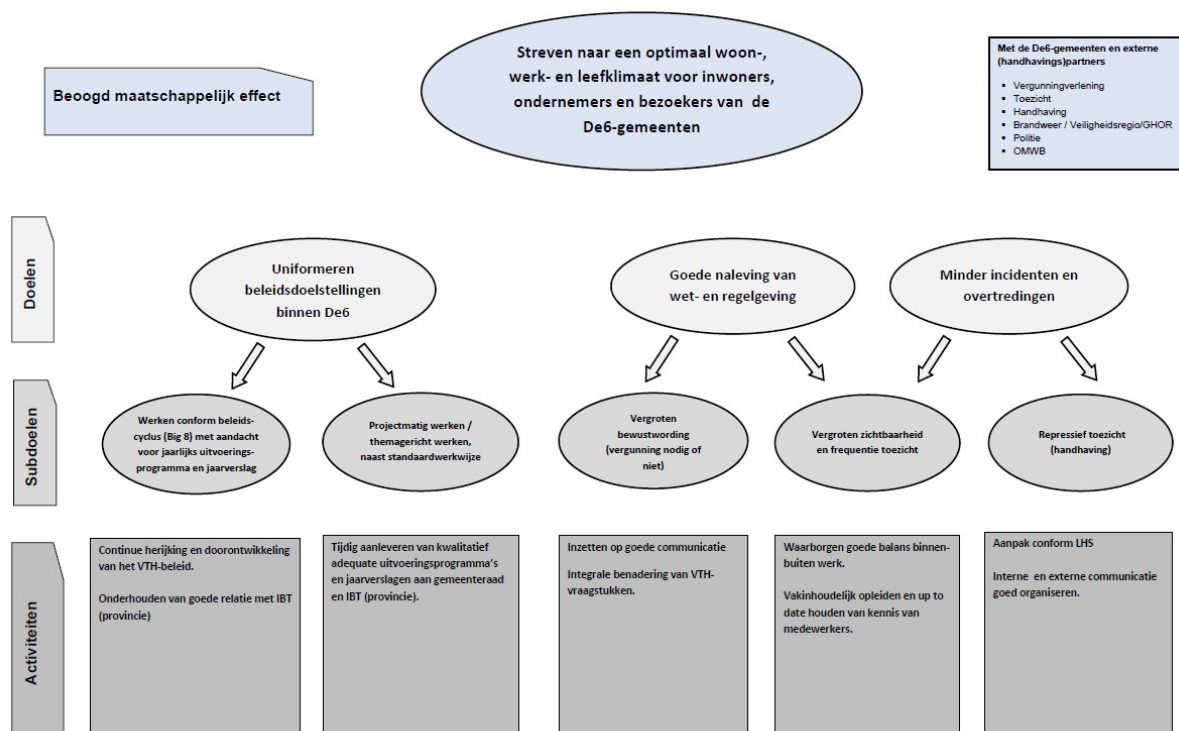 Beoogd maatschappelijk effect
Streven naar een optimaal woon-,
werk- en leefklimaat voor inwoners,
ondernemers en bezoekers van de
De6-gemeenten
Met de De6-gemeenten en externe
(handhavings)partners
▪ Vergunningverlening
▪ Toezicht
▪ Handhaving
▪ Brandweer / Veiligheidsregio/GHOR
▪ Politie
▪ OMWB
Doelen
Uniformeren
beleidsdoelstellingen
binnen De6
Goede naleving van
wet- en regelgeving
Minder incidenten en
overtredingen
Subdoelen
Werken conform beleids-
cyclus (Big 8) met aandacht
voor jaarlijks uitvoerings-
programma en jaarverslag
Projectmatig werken /
themagericht werken,
naast standaardwerkwijze
Vergroten
bewustwording
(vergunning nodig of
niet)
Vergroten zichtbaarheid
en frequentie toezicht
Repressief toezicht
(handhaving)
Activiteiten
Continue herijking en doorontwikkeling
van het VTH-beleid.
Onderhouden van goede relatie met IBT
(provincie)
Tijdig aanleveren van kwalitatief
adequate uitvoeringsprogramma's
en jaarverslagen aan gemeenteraad
en IBT (provincie).
Inzetten op goede communicatie
Integrale benadering van VTH-
vraagstukken.
Waarborgen goede balans binnen-
buiten werk.
Vakinhoudelijk opleiden en up to
date houden van kennis van
medewerkers.
Aanpak conform LHS
Interne en externe communicatie
goed organiseren.